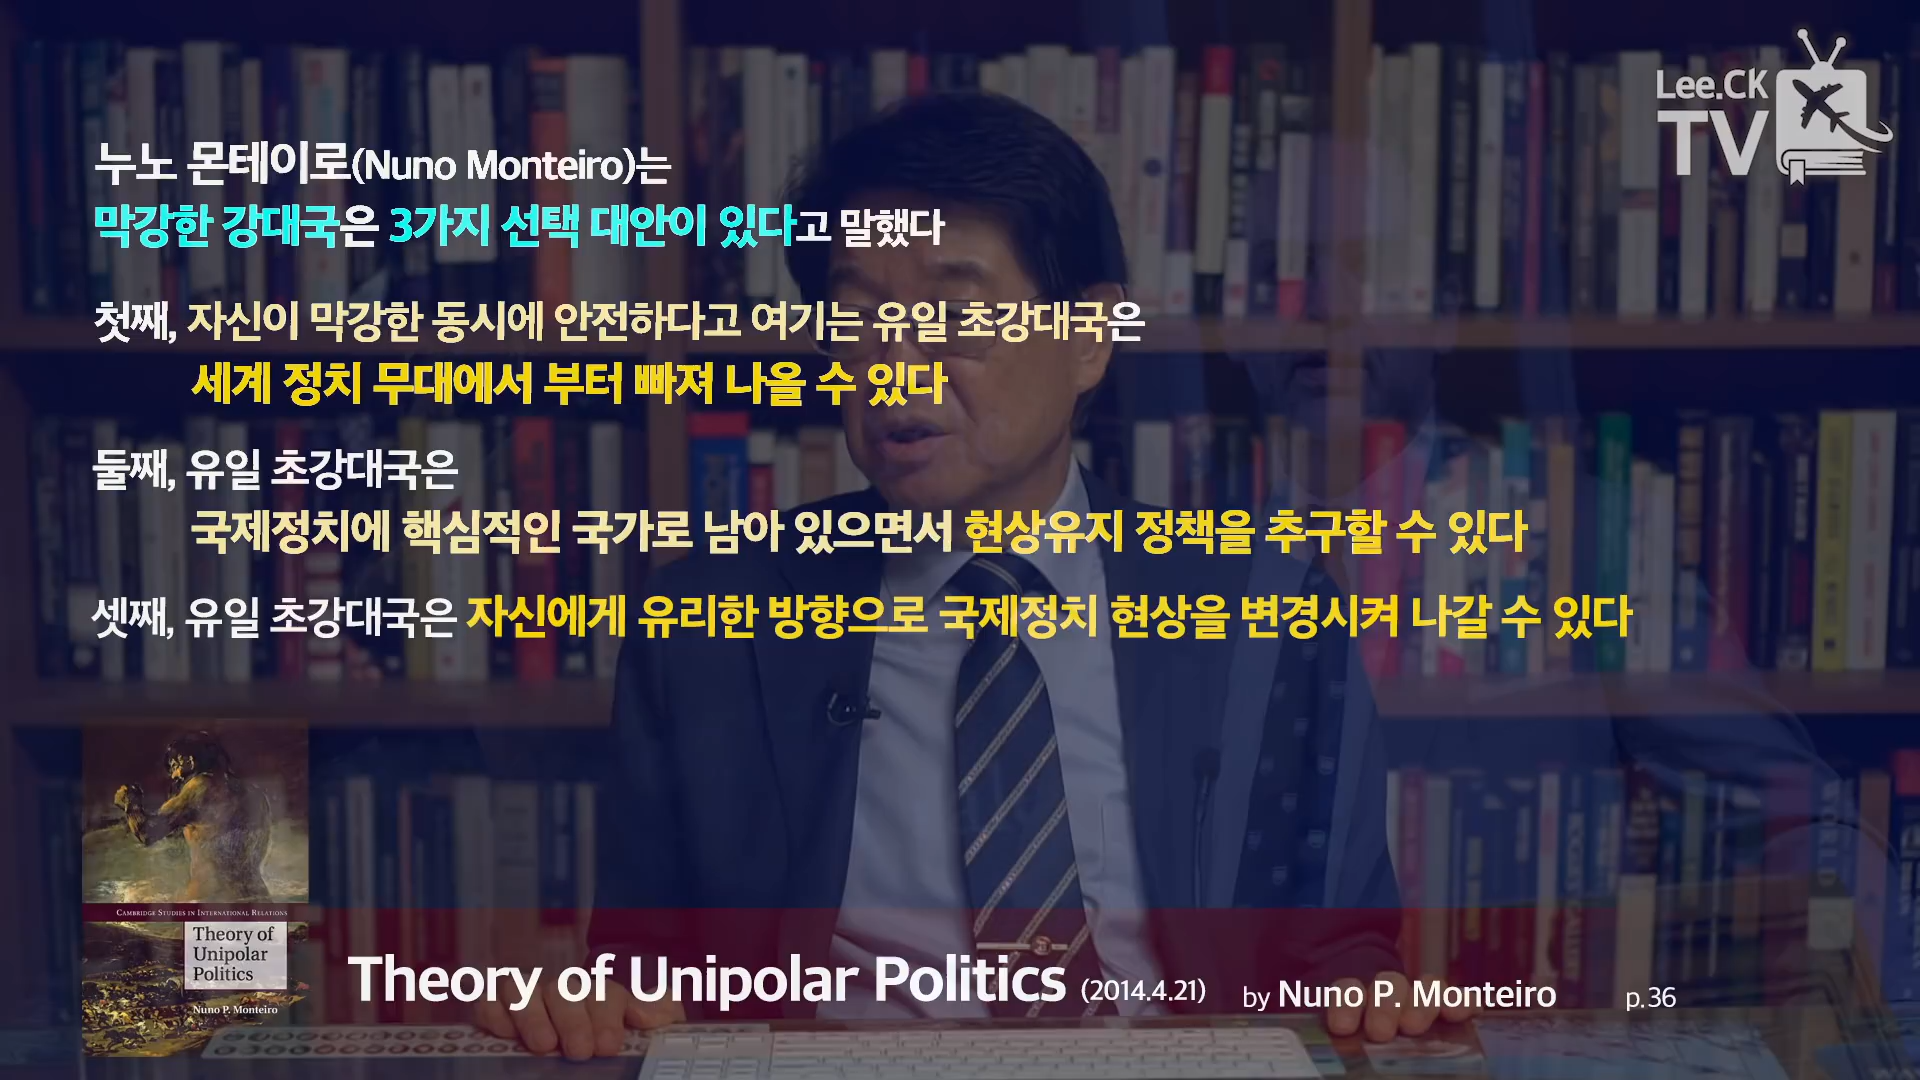 Lee.CK
TV
누노 몬테이로(Nuno Monteiro)는
막강한 강대국은 3가지 선택 대안이 있다고 말했다
첫째, 자신이 막강한 동시에 안전하다고 여기는 유일 초강대국은
세계 정치 무대에서 부터 빠져 나올 수 있다
둘째, 유일 초강대국은
국제정치에 핵심적인 국가로 남아 있으면서 현상유지 정책을 추구할 수 있다
셋째, 유일 초강대국은 자신에게 유리한 방향으로 국제정치 현상을 변경시켜 나갈 수 있다
CAMBRIDGE STUDIES IN INTERNATIONAL RELATIONS
Theory of
Unipolar
Politics
Nuno P. Monteiro
Theory of Unipolar Politics (2014.4.21) by Nuno P. Monteiro p.36
WORLD